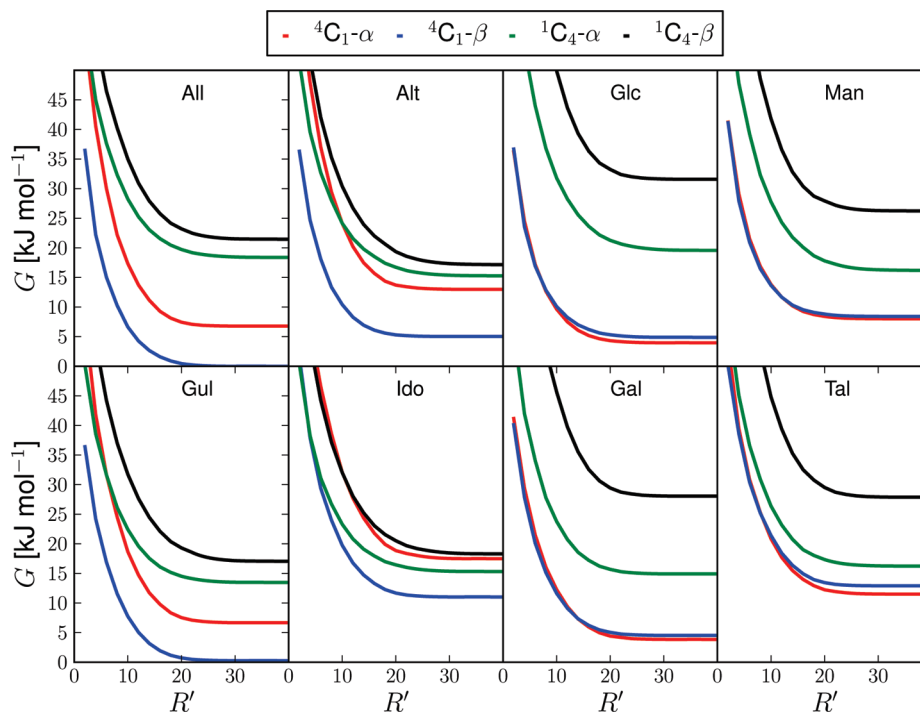 ⁴C₁-α ⁴C₁-β ¹C₄-α ¹C₄-β
All Alt Glc Man
G [kJ mol⁻¹]
45
40
35
30
25
20
15
10
5
0
Gul Ido Gal Tal
G [kJ mol⁻¹]
45
40
35
30
25
20
15
10
5
0
0 10 20 30 0 10 20 30 0 10 20 30 0 10 20 30
R′ R′ R′ R′